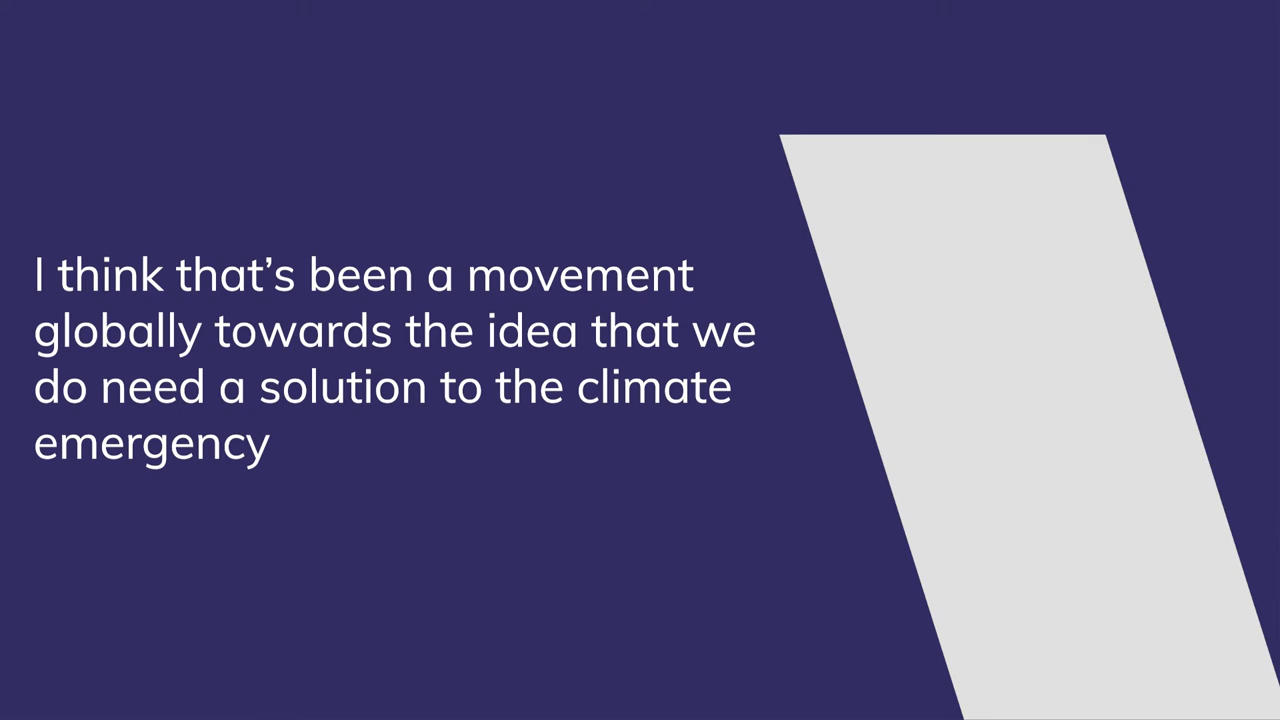 I think that’s been a movement
globally towards the idea that we
do need a solution to the climate
emergency